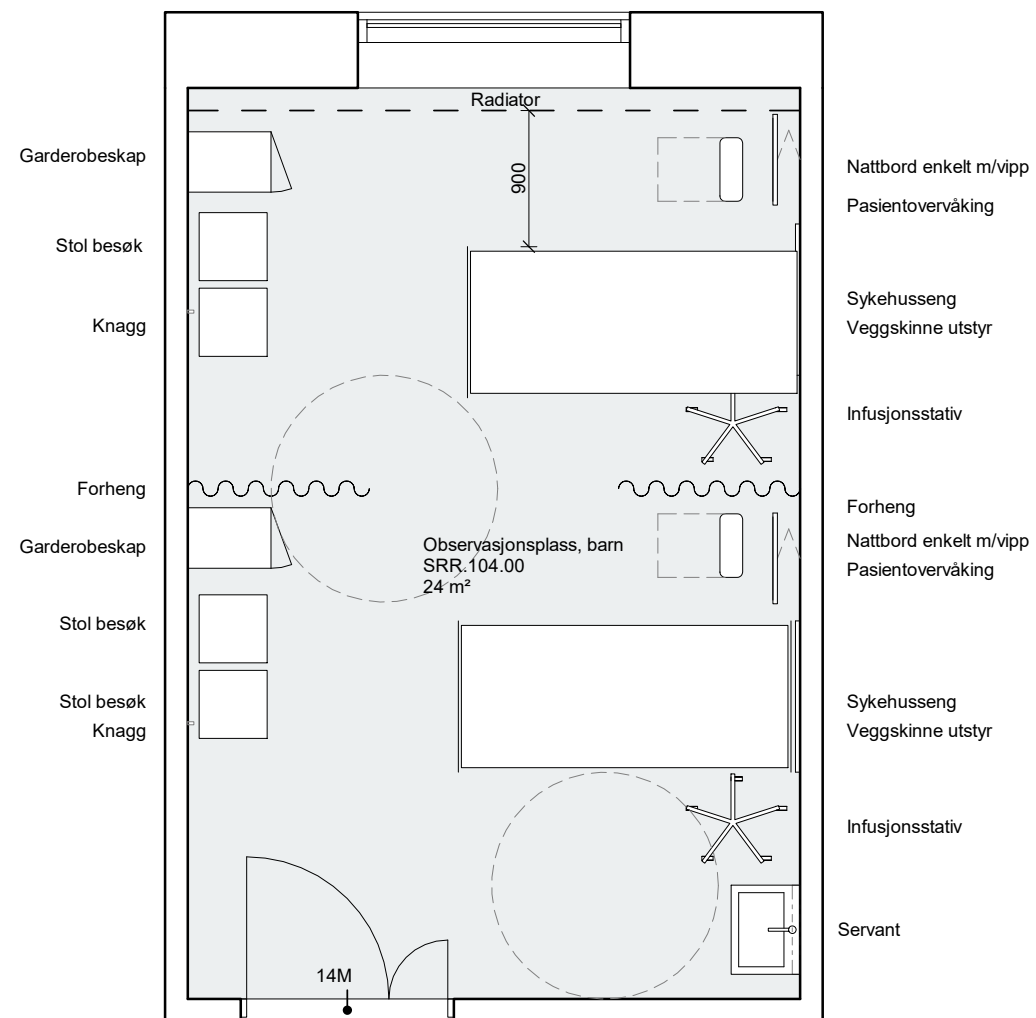 Radiator
Garderobeskap
Stol besøk
Knagg
Forheng
Garderobeskap
Stol besøk
Stol besøk
Knagg
900
Observasjonsplass, barn
SRR.104.00
24 m²
14M
Nattbord enkelt m/vipp
Pasientovervåking
Sykehusseng
Veggskinne utstyr
Infusjonsstativ
Forheng
Nattbord enkelt m/vipp
Pasientovervåking
Sykehusseng
Veggskinne utstyr
Infusjonsstativ
Servant